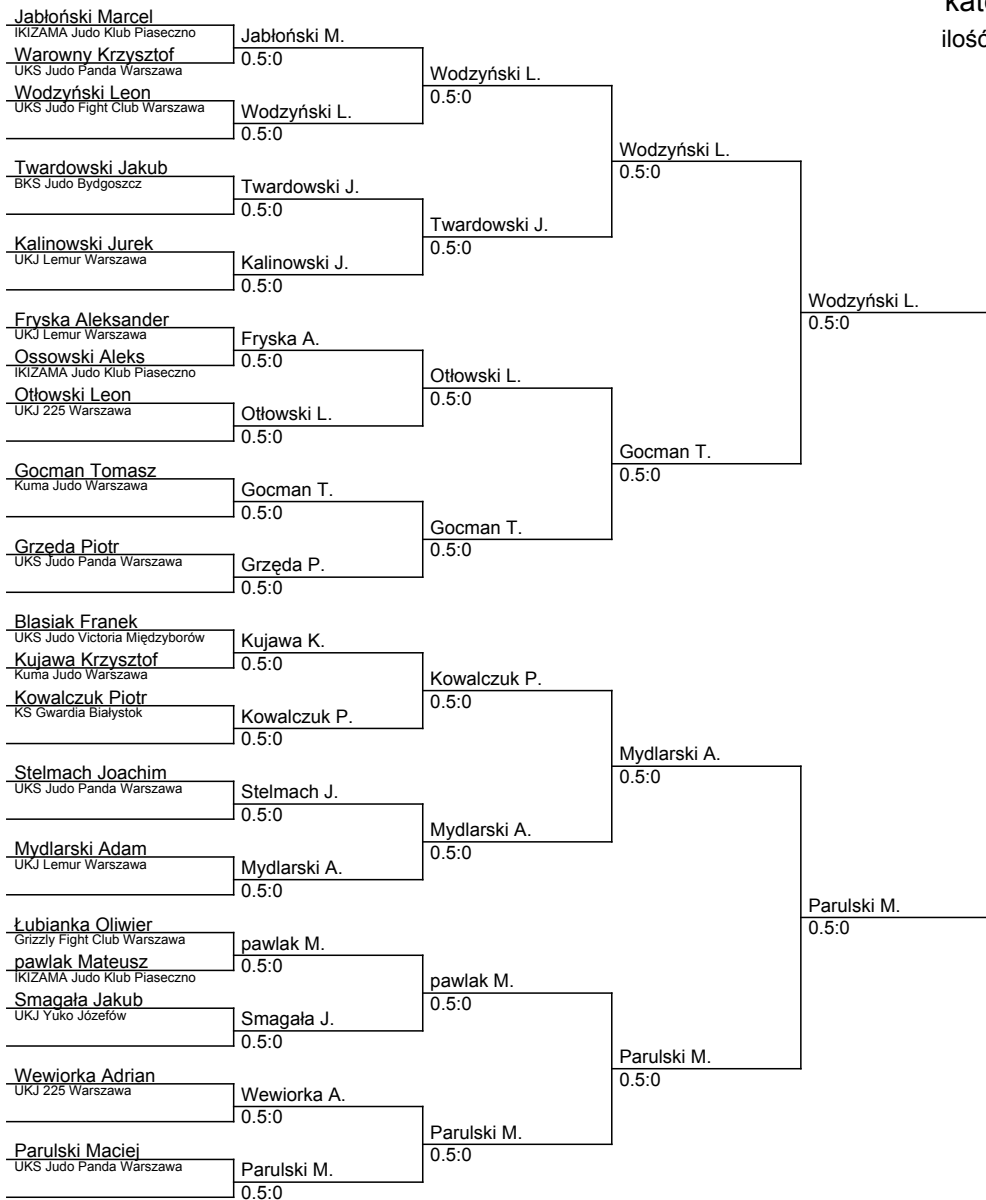 kate
ilość
Jabłoński Marcel
IKIZAMA Judo Klub Piaseczno
Warowny Krzysztof
UKS Judo Panda Warszawa
Wodzyński Leon
UKS Judo Fight Club Warszawa
Twardowski Jakub
BKS Judo Bydgoszcz
Kalinowski Jurek
UKJ Lemur Warszawa
Fryska Aleksander
UKJ Lemur Warszawa
Ossowski Aleks
IKIZAMA Judo Klub Piaseczno
Otłowski Leon
UKJ 225 Warszawa
Gocman Tomasz
Kuma Judo Warszawa
Grzęda Piotr
UKS Judo Panda Warszawa
Blasiak Franek
UKS Judo Victoria Międzyborów
Kujawa Krzysztof
Kuma Judo Warszawa
Kowalczuk Piotr
KS Gwardia Białystok
Stelmach Joachim
UKS Judo Panda Warszawa
Mydlarski Adam
UKJ Lemur Warszawa
Łubianka Oliwier
Grizzly Fight Club Warszawa
pawlak Mateusz
IKIZAMA Judo Klub Piaseczno
Smagała Jakub
UKJ Yuko Józefów
Wewiorka Adrian
UKJ 225 Warszawa
Parulski Maciej
UKS Judo Panda Warszawa
Jabłoński M.
0.5:0
Wodzyński L.
0.5:0
Twardowski J.
0.5:0
Kalinowski J.
0.5:0
Fryska A.
0.5:0
Otłowski L.
0.5:0
Gocman T.
0.5:0
Grzęda P.
0.5:0
Kujawa K.
0.5:0
Kowalczuk P.
0.5:0
Stelmach J.
0.5:0
Mydlarski A.
0.5:0
pawlak M.
0.5:0
Smagała J.
0.5:0
Wewiorka A.
0.5:0
Parulski M.
0.5:0
Wodzyński L.
0.5:0
Twardowski J.
0.5:0
Otłowski L.
0.5:0
Gocman T.
0.5:0
Kowalczuk P.
0.5:0
Mydlarski A.
0.5:0
pawlak M.
0.5:0
Parulski M.
0.5:0
Wodzyński L.
0.5:0
Gocman T.
0.5:0
Mydlarski A.
0.5:0
Parulski M.
0.5:0
Wodzyński L.
0.5:0
Parulski M.
0.5:0